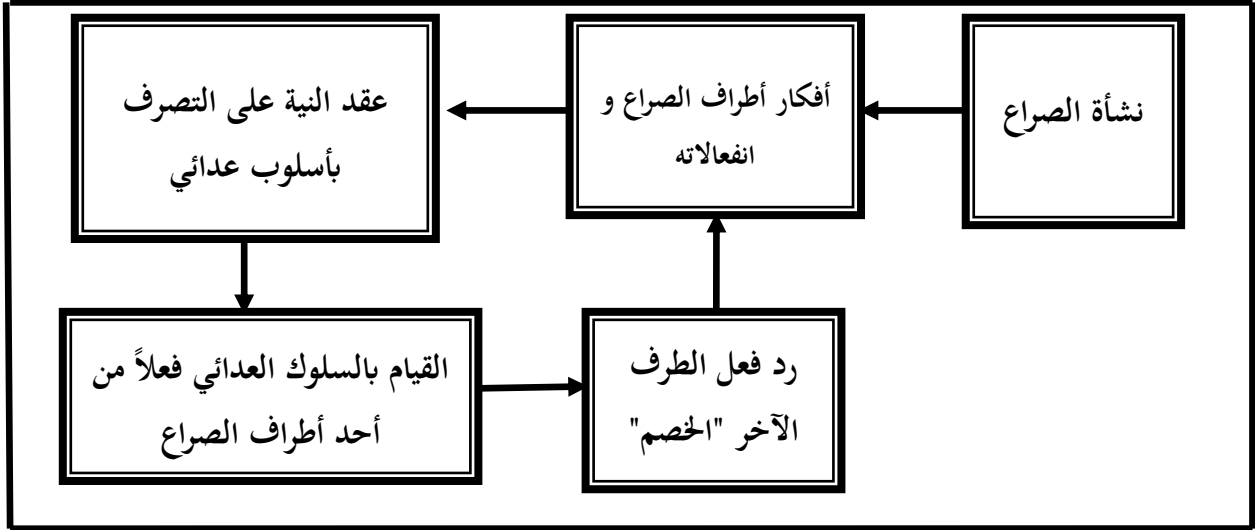 نشأة الصراع
أفكار أطراف الصراع و
انفعالاته
عقد النية على التصرف
بأسلوب عدائي
القيام بالسلوك العدائي فعلاً من
أحد أطراف الصراع
رد فعل الطرف
الآخر "الخصم"